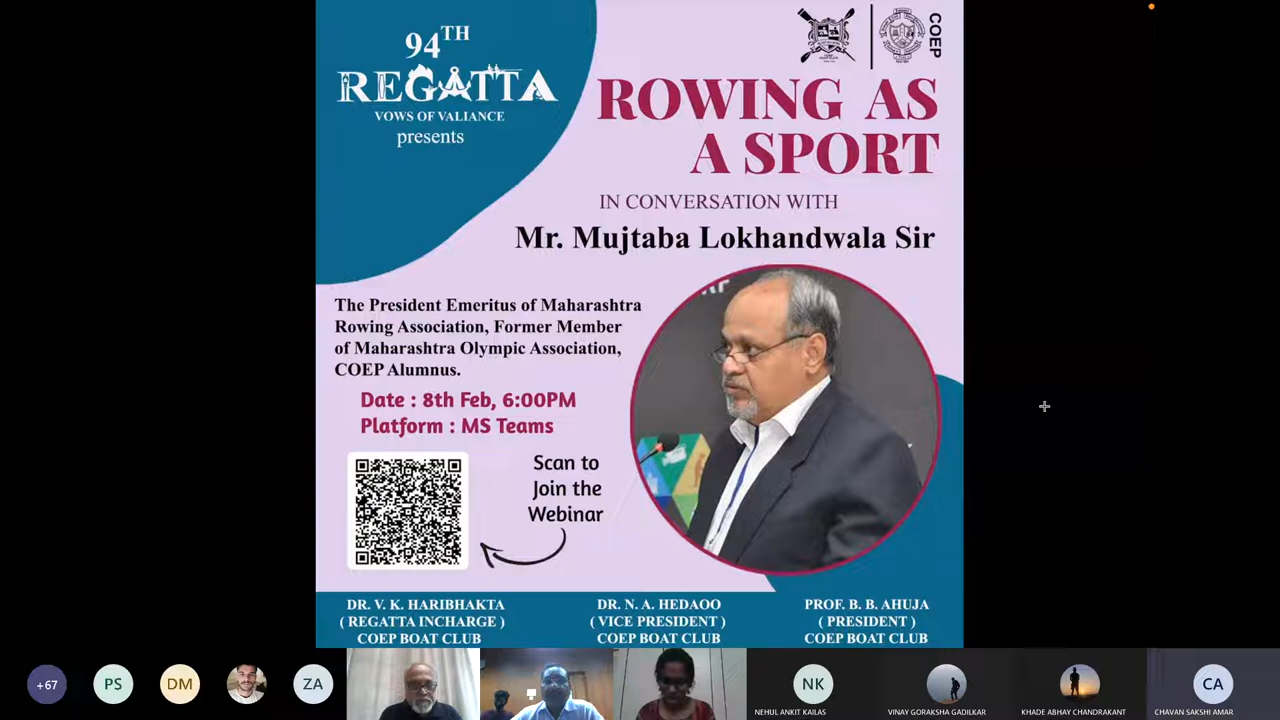 94TH
REGATTA
VOWS OF VALIANCE
presents
COEP
ROWING AS
A SPORT
IN CONVERSATION WITH
Mr. Mujtaba Lokhandwala Sir
The President Emeritus of Maharashtra
Rowing Association, Former Member
of Maharashtra Olympic Association,
COEP Alumnus.
Date : 8th Feb, 6:00PM
Platform : MS Teams
Scan to
Join the
Webinar
DR. V. K. HARIBHAKTA
( REGATTA INCHARGE )
COEP BOAT CLUB
DR. N. A. HEDAOO
( VICE PRESIDENT )
COEP BOAT CLUB
PROF. B. B. AHUJA
( PRESIDENT )
COEP BOAT CLUB
+67
PS
DM
ZA
NK
NEHUL ANKIT KAILAS
VINAY GORAKSHA GADILKAR
KHADE ABHAY CHANDRAKANT
CA
CHAVAN SAKSHI AMAR